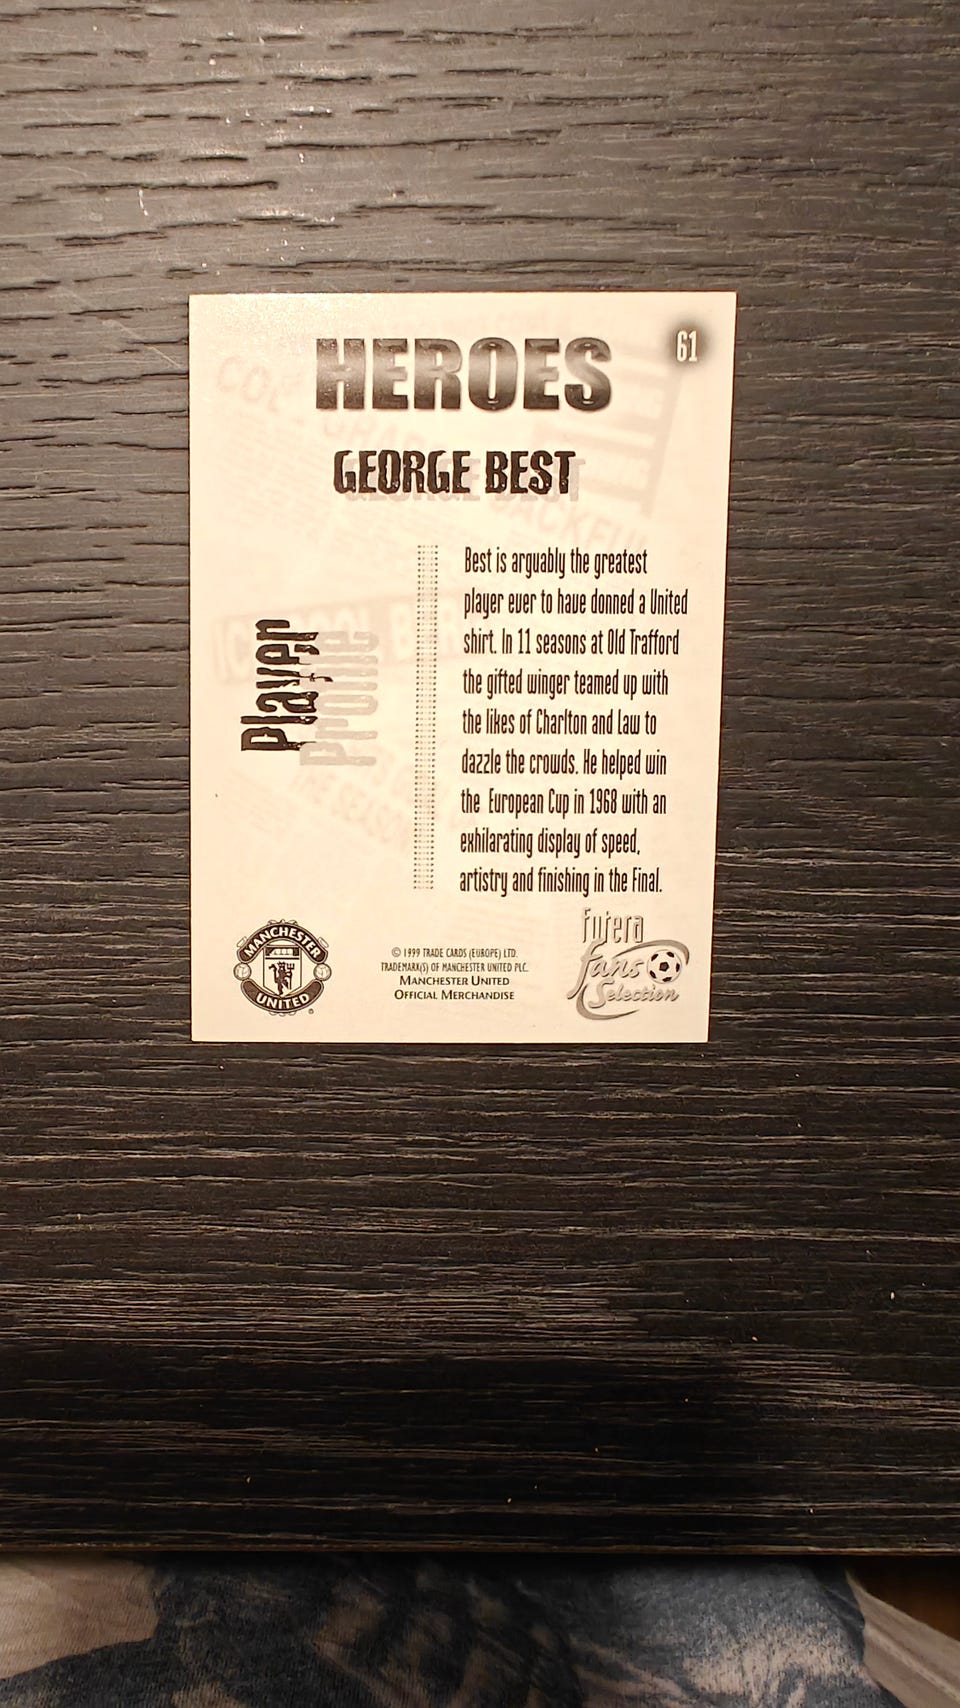 61
HEROES
GEORGE BEST
Player
Profile
Best is arguably the greatest
player ever to have donned a United
shirt. In 11 seasons at Old Trafford
the gifted winger teamed up with
the likes of Charlton and Law to
dazzle the crowds. He helped win
the European Cup in 1968 with an
exhilarating display of speed,
artistry and finishing in the Final.
MANCHESTER
UNITED
© 1999 TRADE CARDS (EUROPE) LTD.
TRADEMARK(S) OF MANCHESTER UNITED PLC.
MANCHESTER UNITED
OFFICIAL MERCHANDISE
Futera
fans
Selection